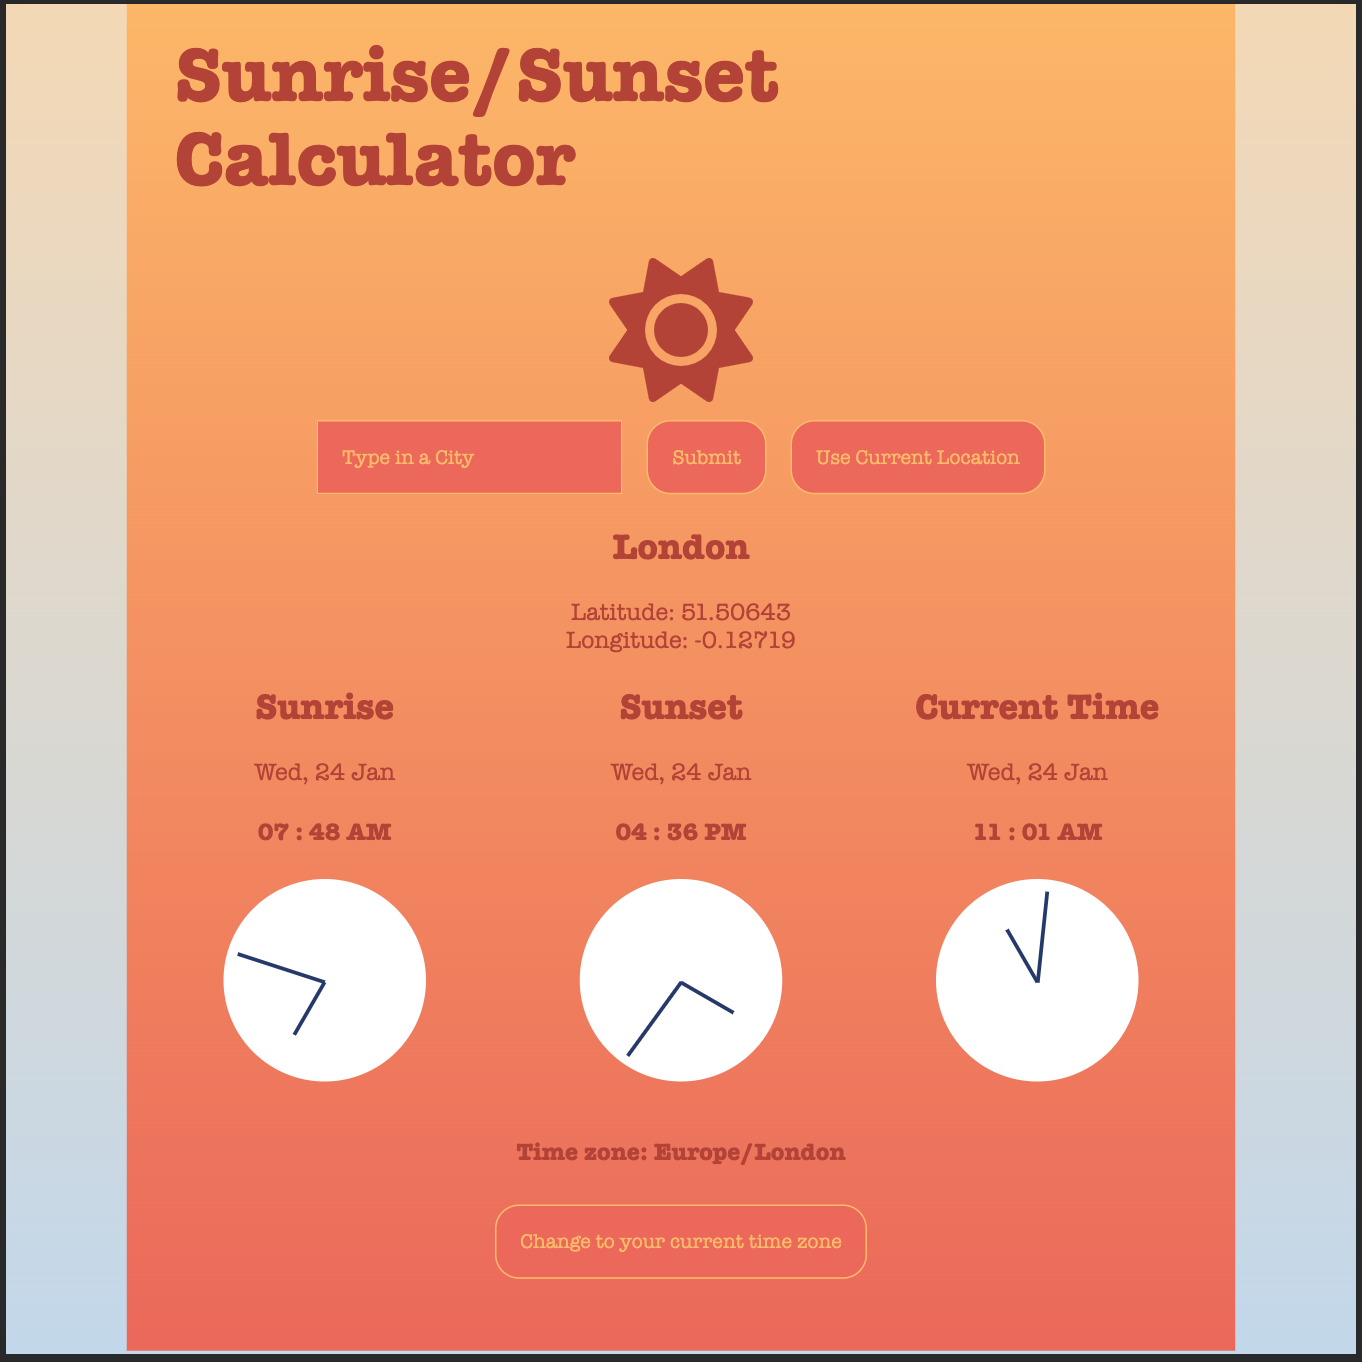 Sunrise/Sunset
Calculator
Type in a City
Submit
Use Current Location
London
Latitude: 51.50643
Longitude: -0.12719
Sunrise
Wed, 24 Jan
07 : 48 AM
Sunset
Wed, 24 Jan
04 : 36 PM
Current Time
Wed, 24 Jan
11 : 01 AM
Time zone: Europe/London
Change to your current time zone